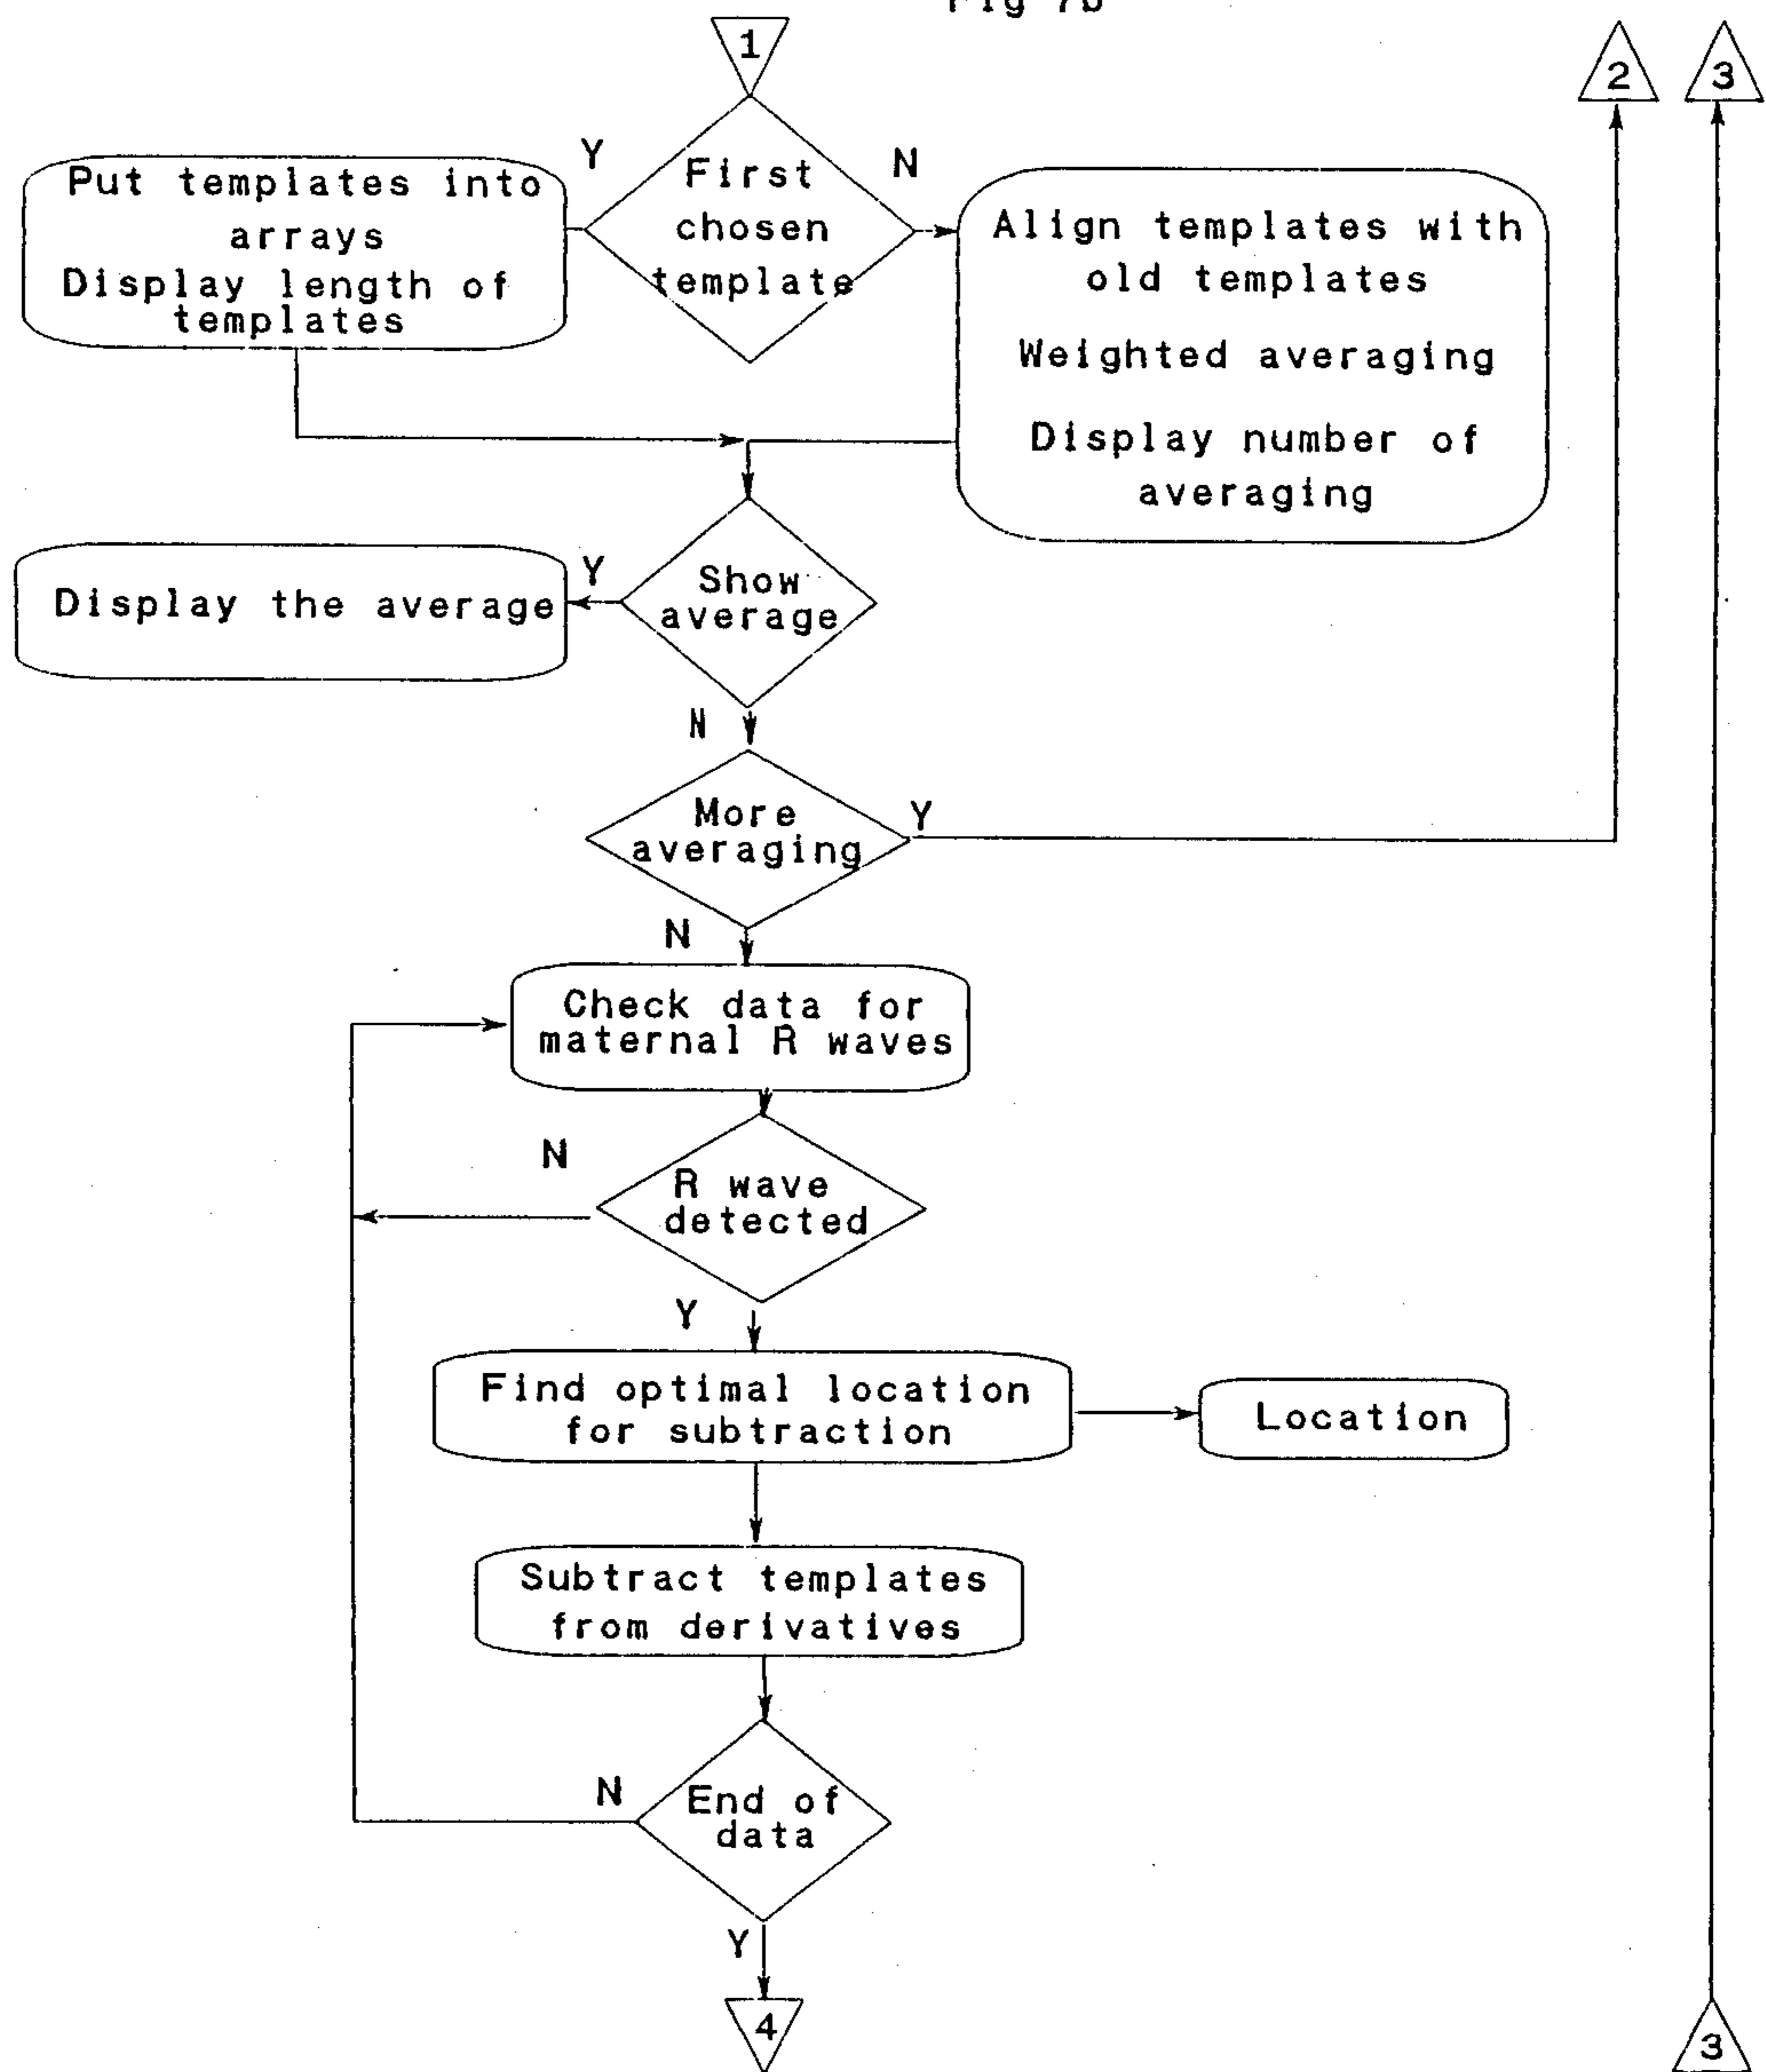 Fig 7b
1
2
3
Y
N
First
chosen
template
Put templates into
arrays
Display length of
templates
Align templates with
old templates
Weighted averaging
Display number of
averaging
Y
Show
average
Display the average
N
More
averaging
Y
N
Check data for
maternal R waves
N
R wave
detected
Y
Find optimal location
for subtraction
Location
Subtract templates
from derivatives
N
End of
data
Y
4
3